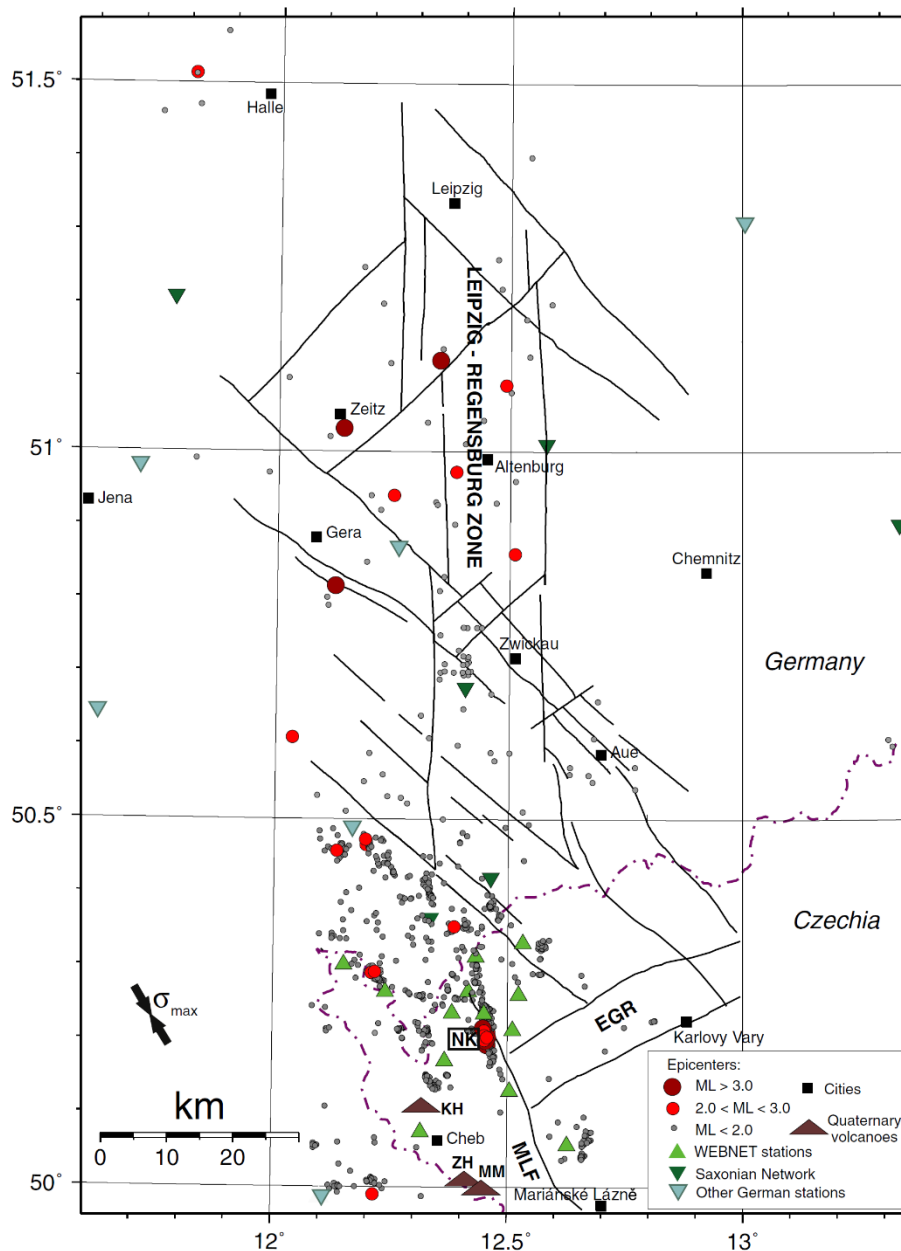 51.5°
Halle
Leipzig
LEIPZIG - REGENSBURG ZONE
Zeitz
51°
Altenburg
Jena
Gera
Chemnitz
Zwickau
Germany
Aue
50.5°
Czechia
σmax
EGR
NK
Karlovy Vary
km
0 10 20 30
KH
Cheb
MLF
ZH
MM
Mariánské Lázně
50°
Epicenters:
ML > 3.0
2.0 < ML < 3.0
ML < 2.0
WEBNET stations
Saxonian Network
Other German stations
Cities
Quaternary
volcanoes
12° 12.5° 13°